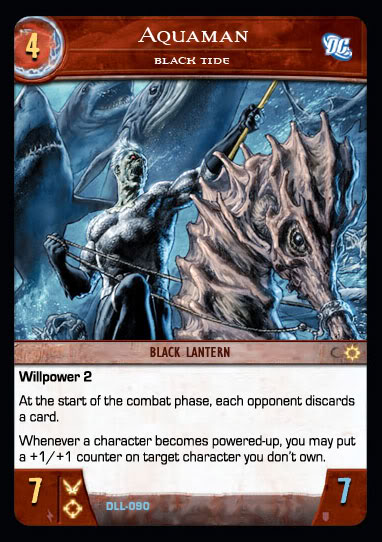 4
AQUAMAN
BLACK TIDE
DC
BLACK LANTERN
Willpower 2
At the start of the combat phase, each opponent discards
a card.
Whenever a character becomes powered-up, you may put
a +1/+1 counter on target character you don't own.
7
DLL-090
7